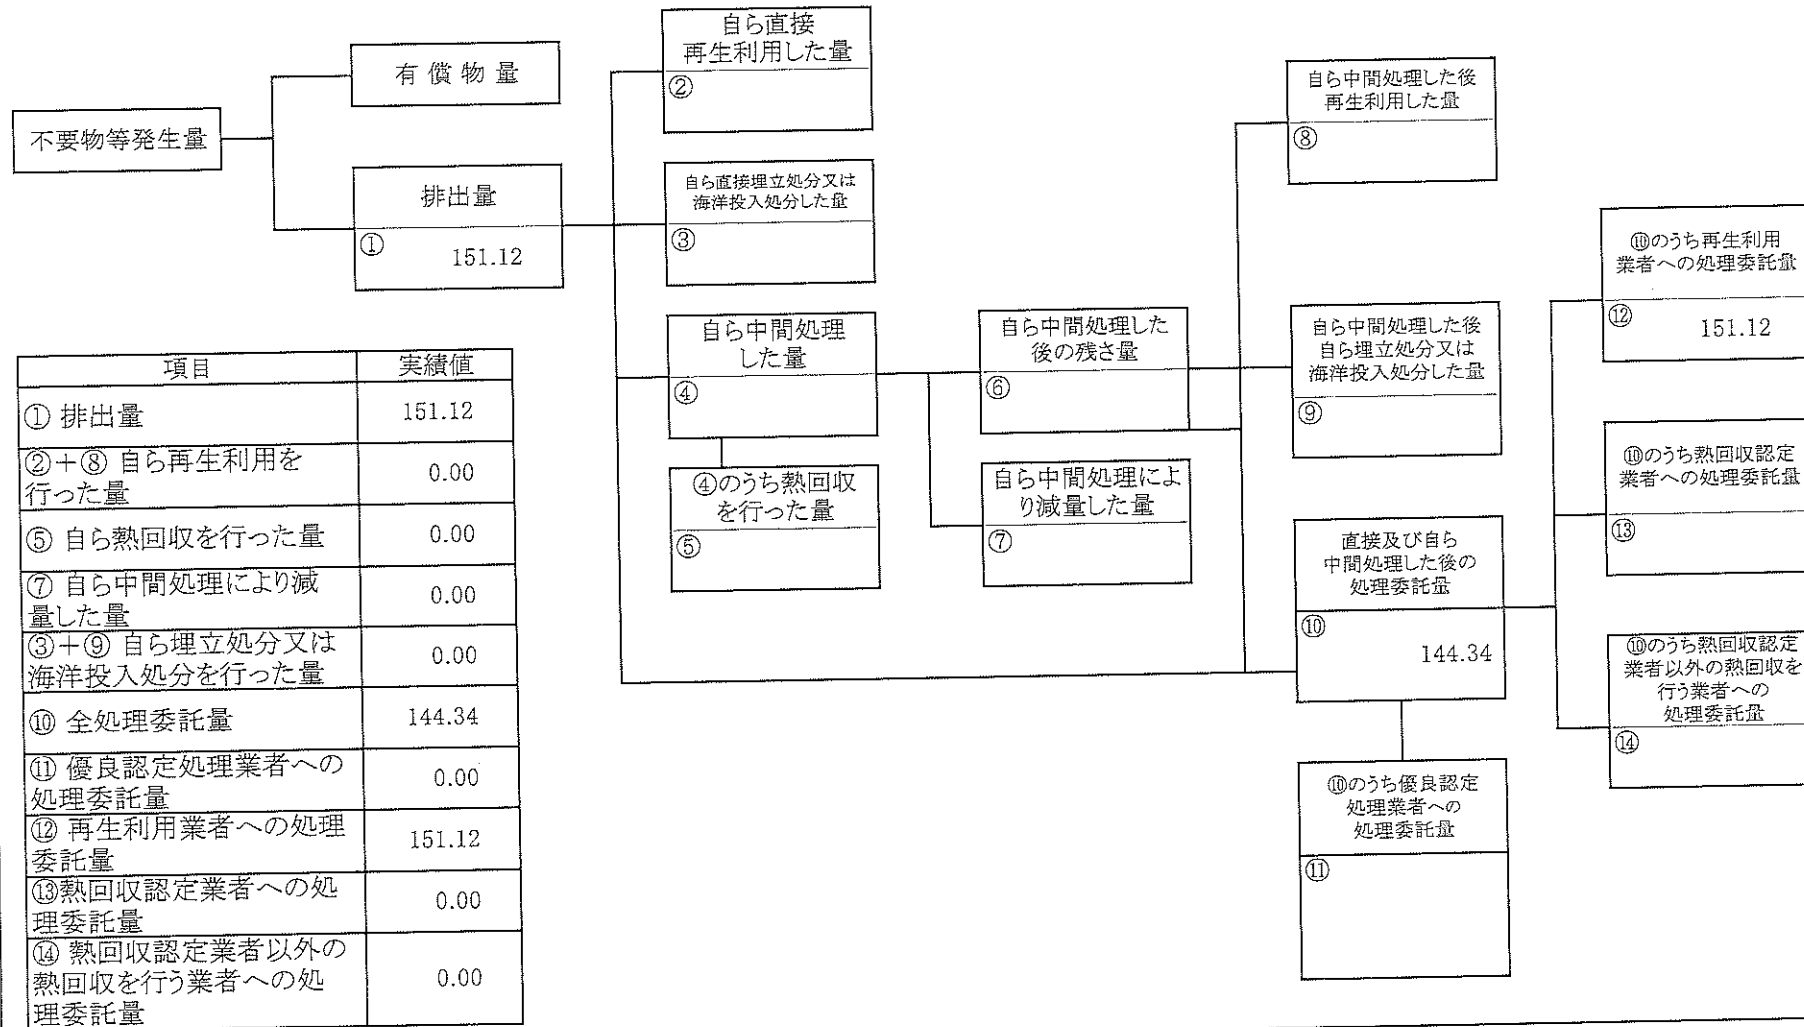 不要物等発生量
有償物量
排出量
①
151.12
自ら直接
再生利用した量
②
自ら直接埋立処分又は
海洋投入処分した量
③
自ら中間処理
した量
④
④のうち熱回収
を行った量
⑤
自ら中間処理した
後の残さ量
⑥
自ら中間処理によ
り減量した量
⑦
自ら中間処理した後
再生利用した量
⑧
自ら中間処理した後
自ら埋立処分又は
海洋投入処分した量
⑨
直接及び自ら
中間処理した後の
処理委託量
⑩
144.34
⑩のうち優良認定
処理業者への
処理委託量
⑪
⑩のうち再生利用
業者への処理委託量
⑫
151.12
⑩のうち熱回収認定
業者への処理委託量
⑬
⑩のうち熱回収認定
業者以外の熱回収を
行う業者への
処理委託量
⑭
項目 実績値
① 排出量 151.12
②+⑧ 自ら再生利用を
行った量 0.00
⑤ 自ら熱回収を行った量 0.00
⑦ 自ら中間処理により減
量した量 0.00
③+⑨ 自ら埋立処分又は
海洋投入処分を行った量 0.00
⑩ 全処理委託量 144.34
⑪ 優良認定処理業者への
処理委託量 0.00
⑫ 再生利用業者への処理
委託量 151.12
⑬熱回収認定業者への処
理委託量 0.00
⑭ 熱回収認定業者以外の
熱回収を行う業者への処
理委託量 0.00